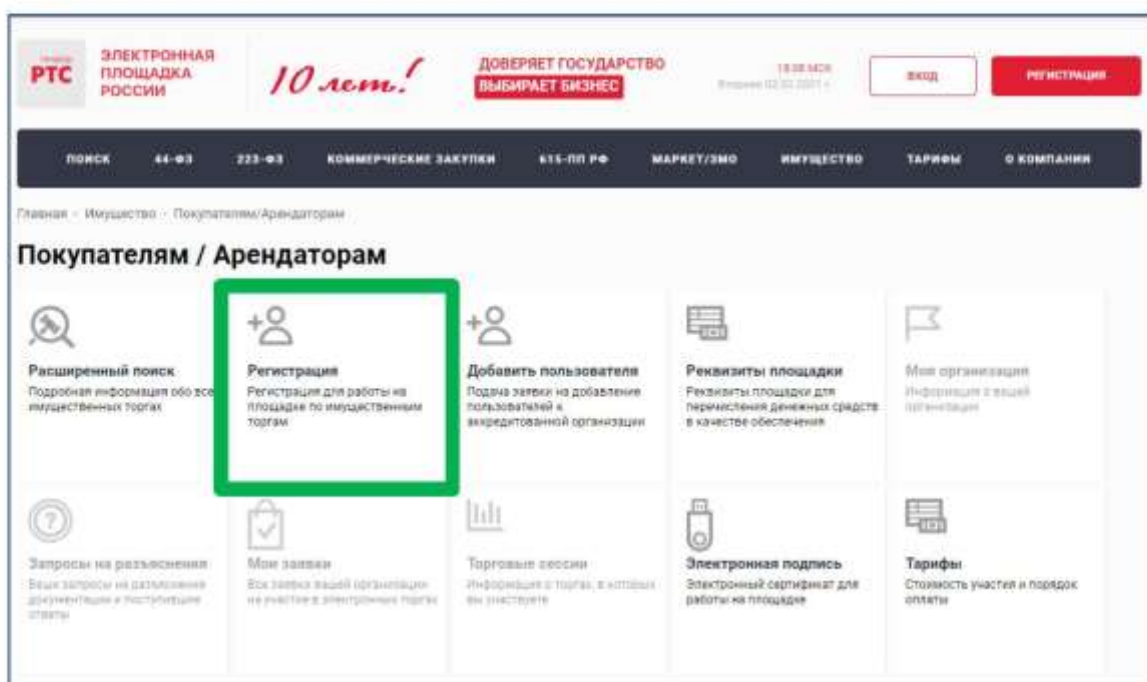 РТС
ЭЛЕКТРОННАЯ
ПЛОЩАДКА
РОССИИ
10 лет!
ДОВЕРЯЕТ ГОСУДАРСТВО
ВЫБИРАЕТ БИЗНЕС
ВХОД
РЕГИСТРАЦИЯ
ПОИСК 44-ФЗ 223-ФЗ КОММЕРЧЕСКИЕ ЗАКУПКИ 615-ПП РФ МАРКЕТ/ЗМО ИМУЩЕСТВО ТАРИФЫ О КОМПАНИИ
Главная - Имущество - Покупателям/Арендаторам
Покупателям / Арендаторам
Расширенный поиск
Подробная информация обо все
имущественных торгах
Регистрация
Регистрация для работы на
площадке по имущественным
торгам
Добавить пользователя
Подача заявки на добавление
пользователей к
аккредитованной организации
Реквизиты площадки
Реквизиты площадки для
перечисления денежных средств
в качестве обеспечения
Моя организация
Информация о вашей
организации
Запросы на разъяснения
Ваши запросы на разъяснения
документации и поступившие
ответы
Мои заявки
Все заявки вашей организации
на участие в электронных торгах
Торговые сессии
Информация о торгах, в которых
вы участвуете
Электронная подпись
Электронный сертификат для
работы на площадке
Тарифы
Стоимость участия и порядок
оплаты